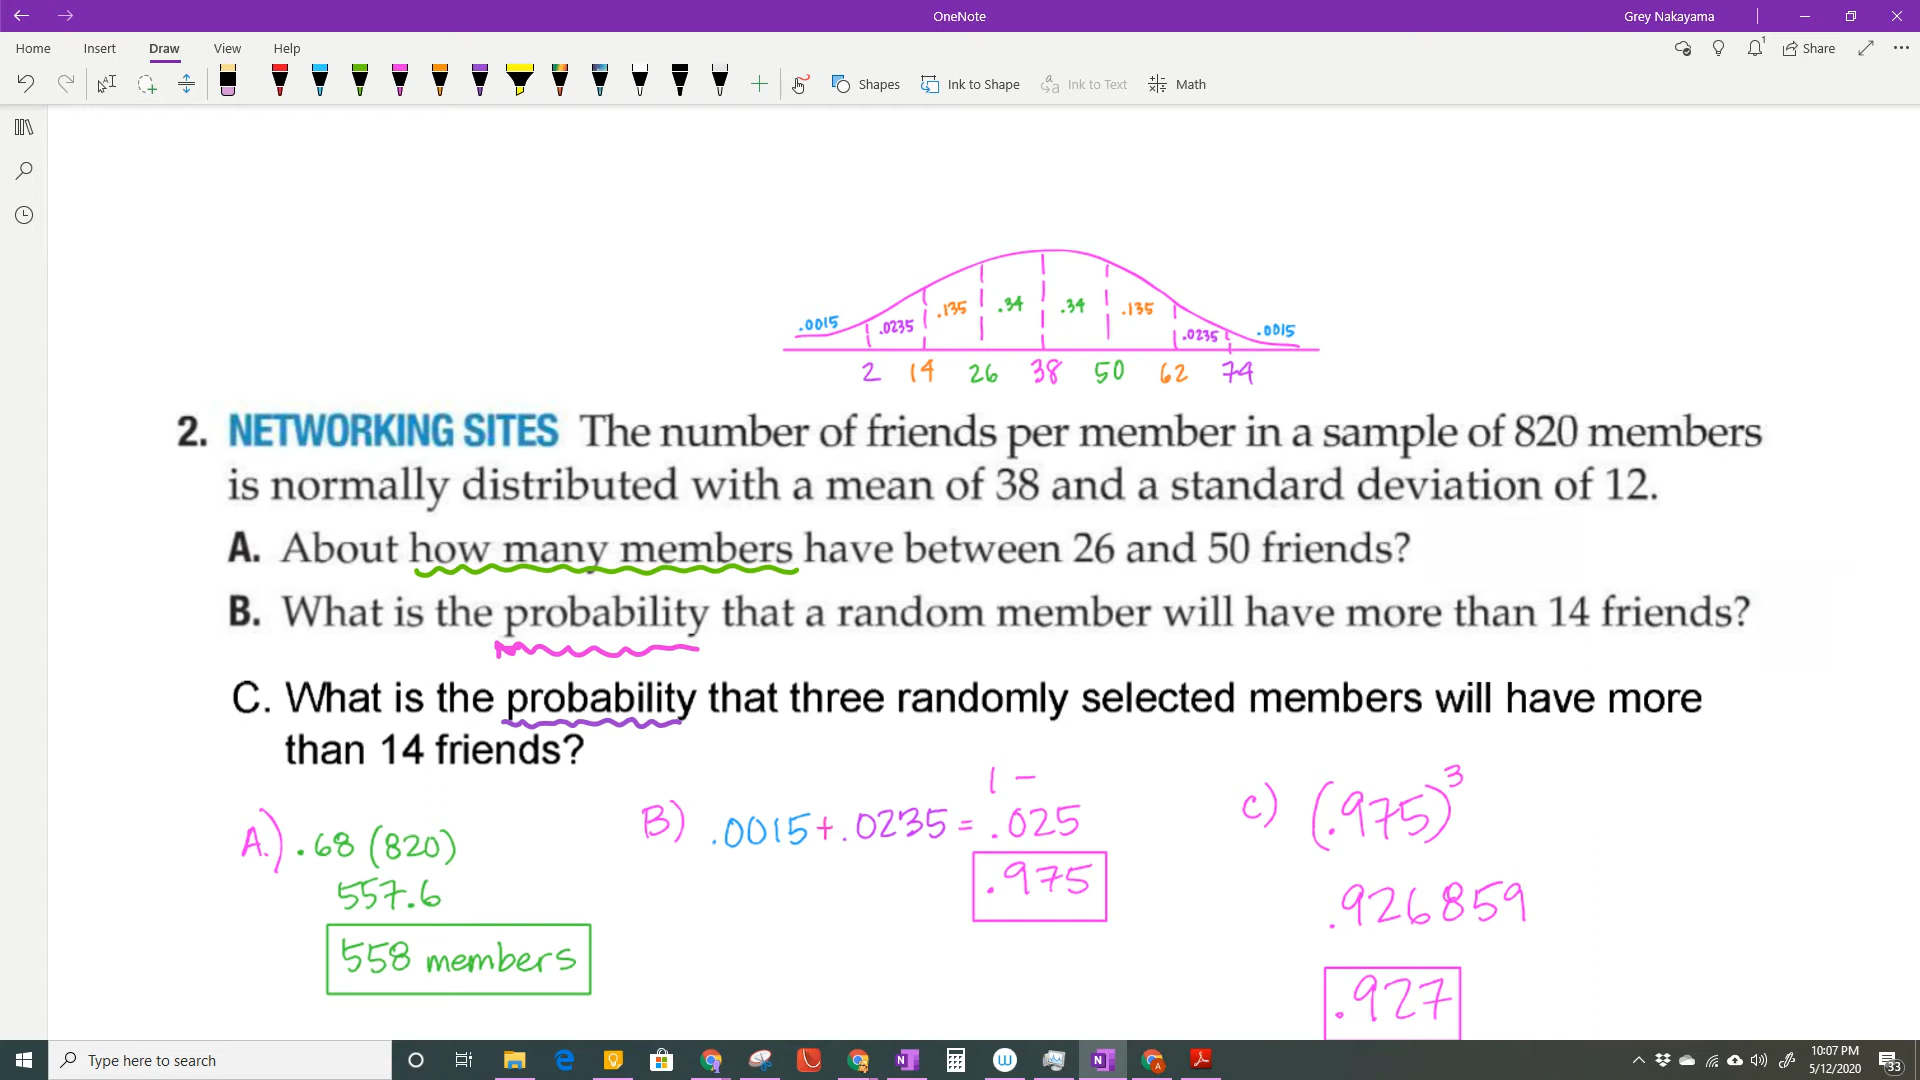 OneNote
Grey Nakayama
Home Insert Draw View Help
1 Share
Shapes Ink to Shape Ink to Text Math
.0015 .0235 .135 .34 .34 .135 .0235 .0015
2 14 26 38 50 62 74
2. NETWORKING SITES The number of friends per member in a sample of 820 members
is normally distributed with a mean of 38 and a standard deviation of 12.
A. About how many members have between 26 and 50 friends?
B. What is the probability that a random member will have more than 14 friends?
C. What is the probability that three randomly selected members will have more
than 14 friends?
A.) .68 (820)
557.6
558 members
B) .0015 + .0235 = .025
1 -
.975
C) (.975)³
.926859
.927
Type here to search
10:07 PM
5/12/2020
33